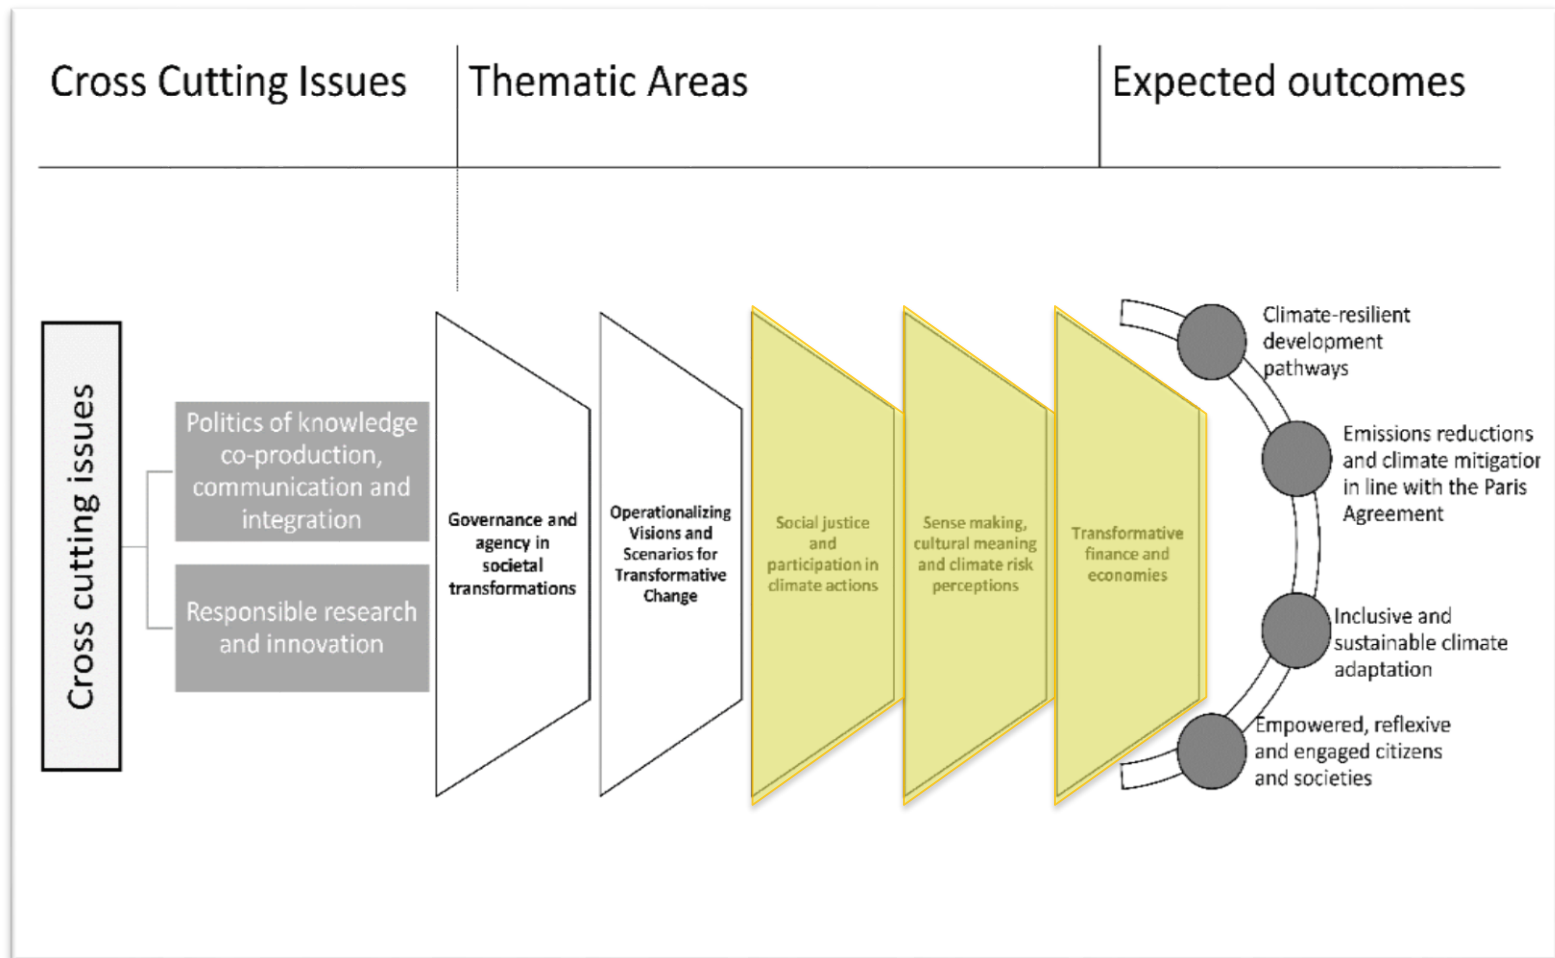 Cross Cutting Issues
Thematic Areas
Expected outcomes
Cross cutting issues
Politics of knowledge
co-production,
communication and
integration
Responsible research
and innovation
Governance and
agency in
societal
transformations
Operationalizing
Visions and
Scenarios for
Transformative
Change
Social justice
and
participation in
climate actions
Sense making,
cultural meaning
and climate risk
perceptions
Transformative
finance and
economies
Climate-resilient
development
pathways
Emissions reductions
and climate mitigation
in line with the Paris
Agreement
Inclusive and
sustainable climate
adaptation
Empowered, reflexive
and engaged citizens
and societies